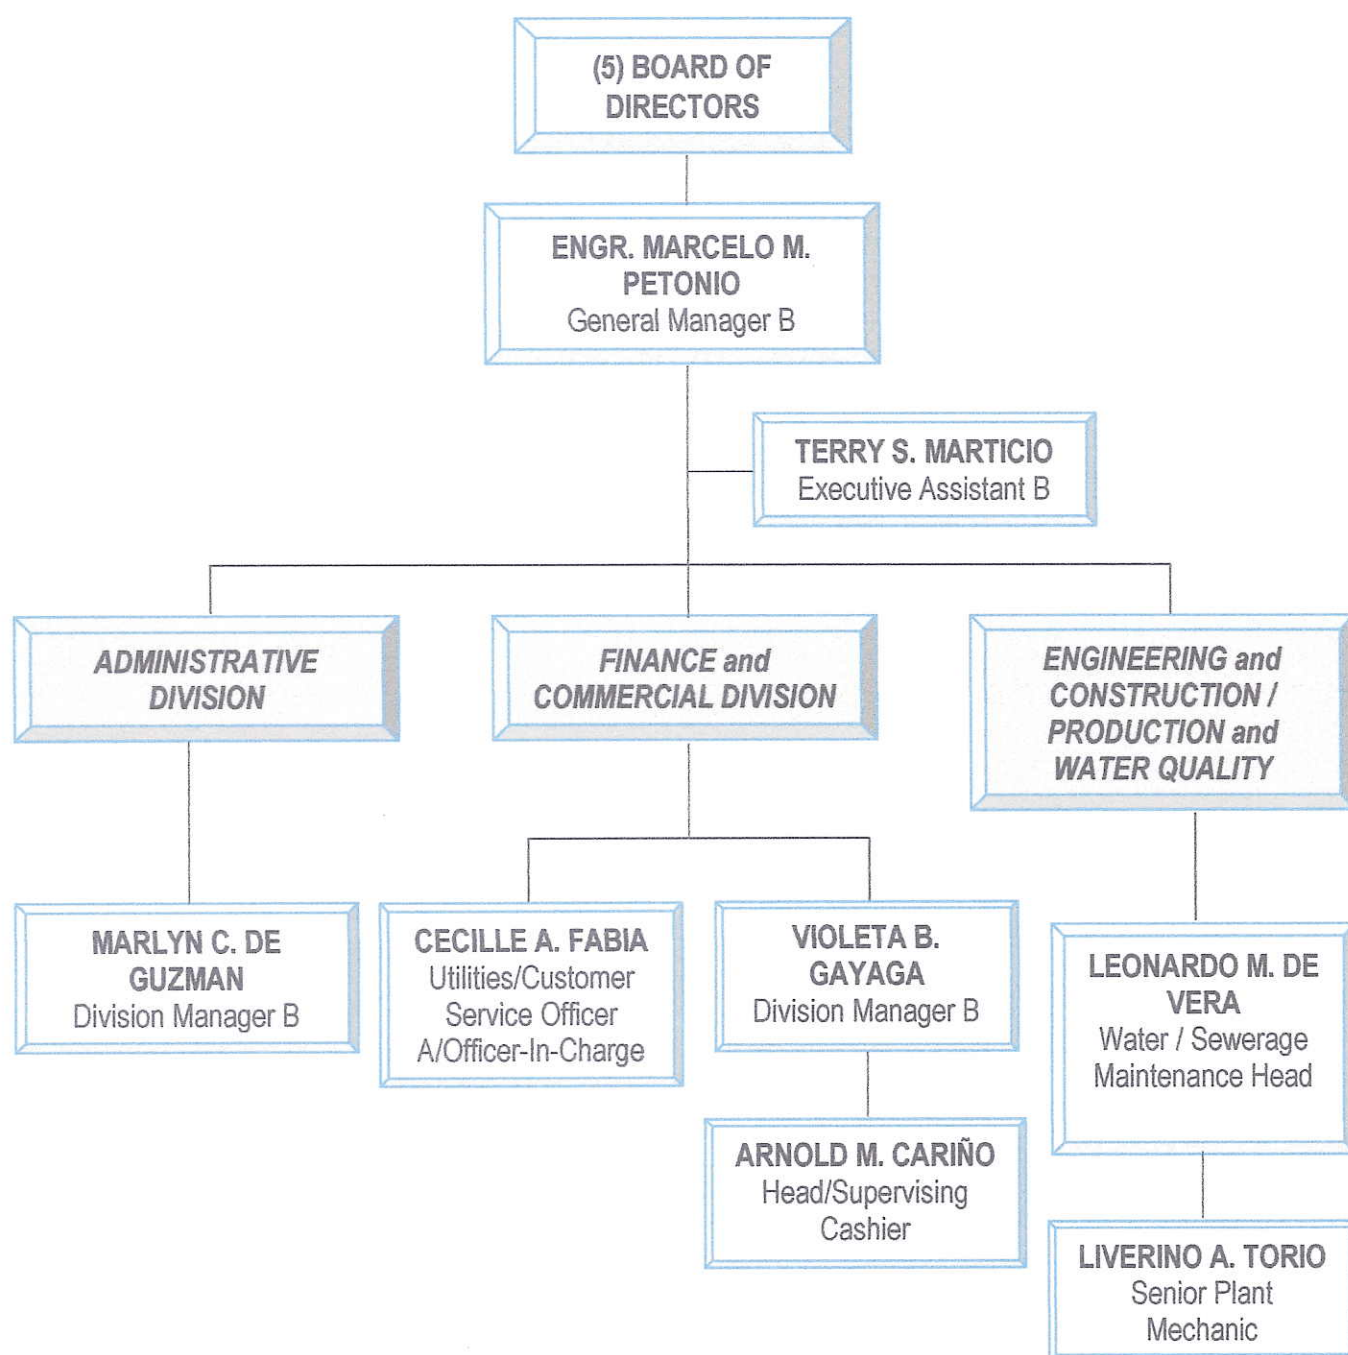 (5) BOARD OF
DIRECTORS
ENGR. MARCELO M.
PETONIO
General Manager B
TERRY S. MARTICIO
Executive Assistant B
ADMINISTRATIVE
DIVISION
FINANCE and
COMMERCIAL DIVISION
ENGINEERING and
CONSTRUCTION /
PRODUCTION and
WATER QUALITY
MARLYN C. DE
GUZMAN
Division Manager B
CECILLE A. FABIA
Utilities/Customer
Service Officer
A/Officer-In-Charge
VIOLETA B.
GAYAGA
Division Manager B
LEONARDO M. DE
VERA
Water / Sewerage
Maintenance Head
ARNOLD M. CARIÑO
Head/Supervising
Cashier
LIVERINO A. TORIO
Senior Plant
Mechanic